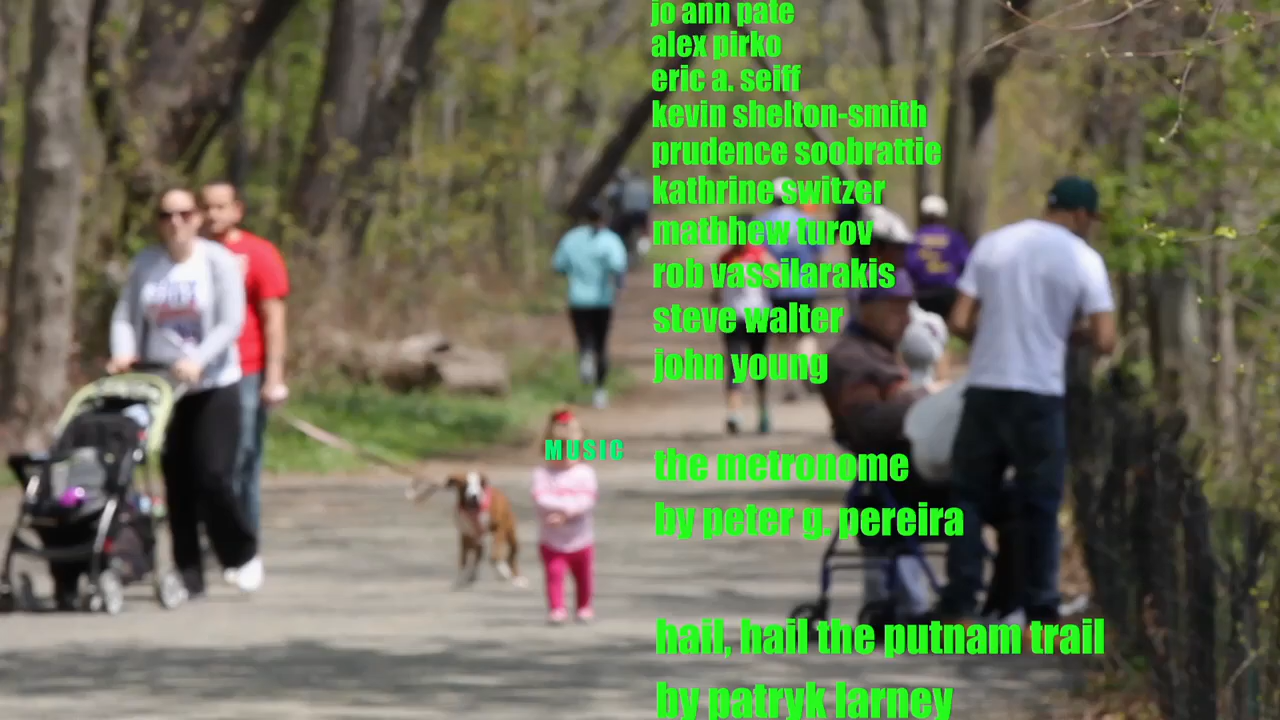 jo ann pate
alex pirko
eric a. seiff
kevin shelton-smith
prudence soobrattie
kathrine switzer
mathhew turov
rob vassilarakis
steve walter
john young
MUSIC
the metronome
by peter g. pereira
hail, hail the putnam trail
by patryk larney